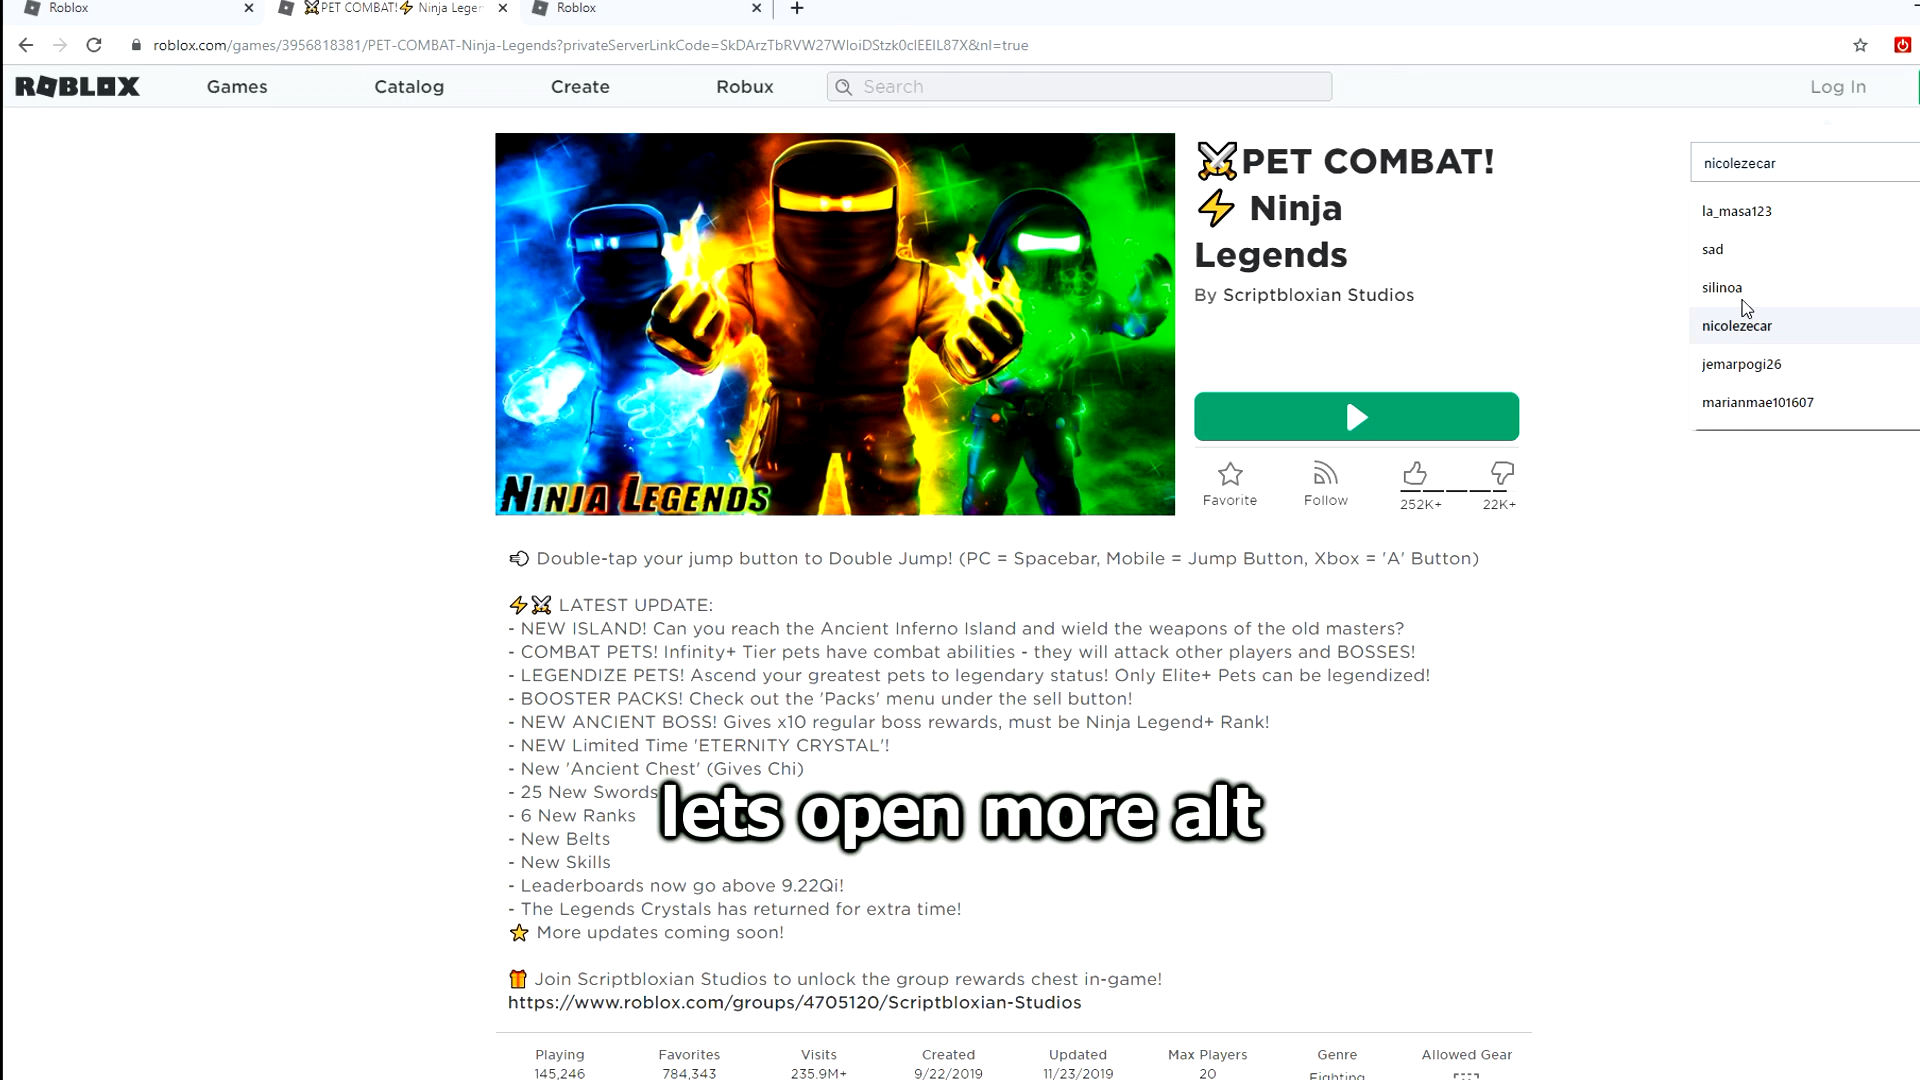 Roblox
PET COMBAT! Ninja Leger
Roblox
roblox.com/games/3956818381/PET-COMBAT-Ninja-Legends?privateServerLinkCode=SkDArzTbRVW27WloiDStzk0clEElL87X&nl=true
ROBLOX Games Catalog Create Robux Search Log In
⚔PET COMBAT!
⚡ Ninja
Legends
By Scriptbloxian Studios
NINJA LEGENDS
Favorite Follow 252K+ 22K+
nicolezecar
la_masa123
sad
silinoa
nicolezecar
jemarpogi26
marianmae101607
💨 Double-tap your jump button to Double Jump! (PC = Spacebar, Mobile = Jump Button, Xbox = 'A' Button)
⚡⚔ LATEST UPDATE:
- NEW ISLAND! Can you reach the Ancient Inferno Island and wield the weapons of the old masters?
- COMBAT PETS! Infinity+ Tier pets have combat abilities - they will attack other players and BOSSES!
- LEGENDIZE PETS! Ascend your greatest pets to legendary status! Only Elite+ Pets can be legendized!
- BOOSTER PACKS! Check out the 'Packs' menu under the sell button!
- NEW ANCIENT BOSS! Gives x10 regular boss rewards, must be Ninja Legend+ Rank!
- NEW Limited Time 'ETERNITY CRYSTAL'!
- New 'Ancient Chest' (Gives Chi)
- 25 New Swords
- 6 New Ranks
lets open more alt
- New Belts
- New Skills
- Leaderboards now go above 9.22Qi!
- The Legends Crystals has returned for extra time!
⭐ More updates coming soon!
🎁 Join Scriptbloxian Studios to unlock the group rewards chest in-game!
https://www.roblox.com/groups/4705120/Scriptbloxian-Studios
Playing Favorites Visits Created Updated Max Players Genre Allowed Gear
145,246 784,343 235.9M+ 9/22/2019 11/23/2019 20 Fighting